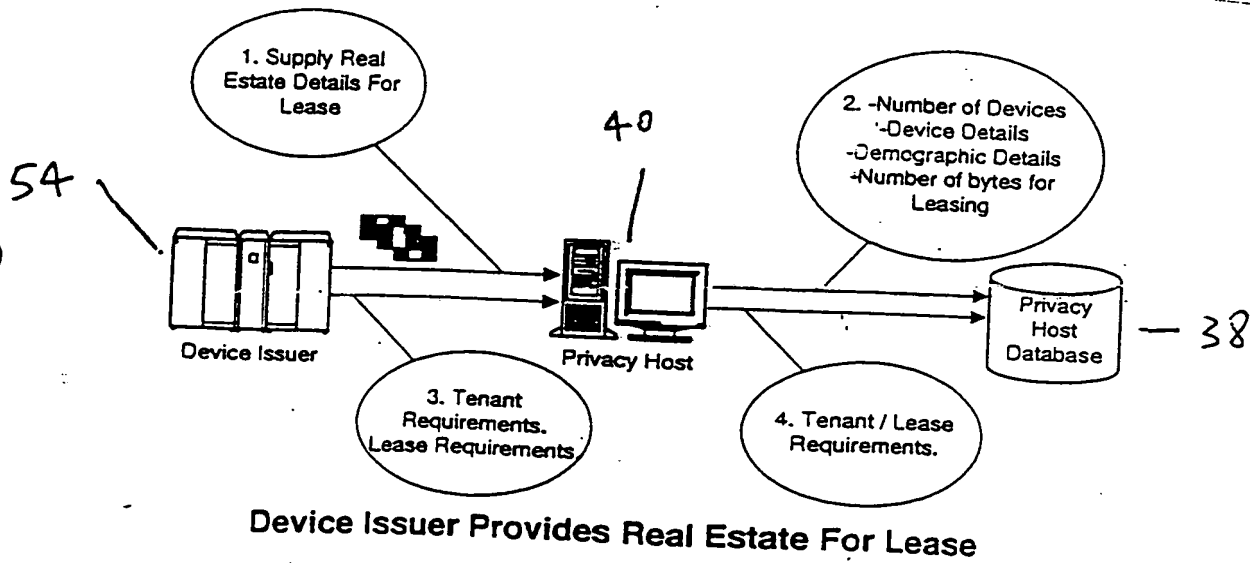 1. Supply Real
Estate Details For
Lease
40
2. -Number of Devices
-Device Details
-Demographic Details
-Number of bytes for
Leasing
54
Device Issuer
Privacy Host
Privacy
Host
Database
38
3. Tenant
Requirements.
Lease Requirements
4. Tenant / Lease
Requirements.
Device Issuer Provides Real Estate For Lease